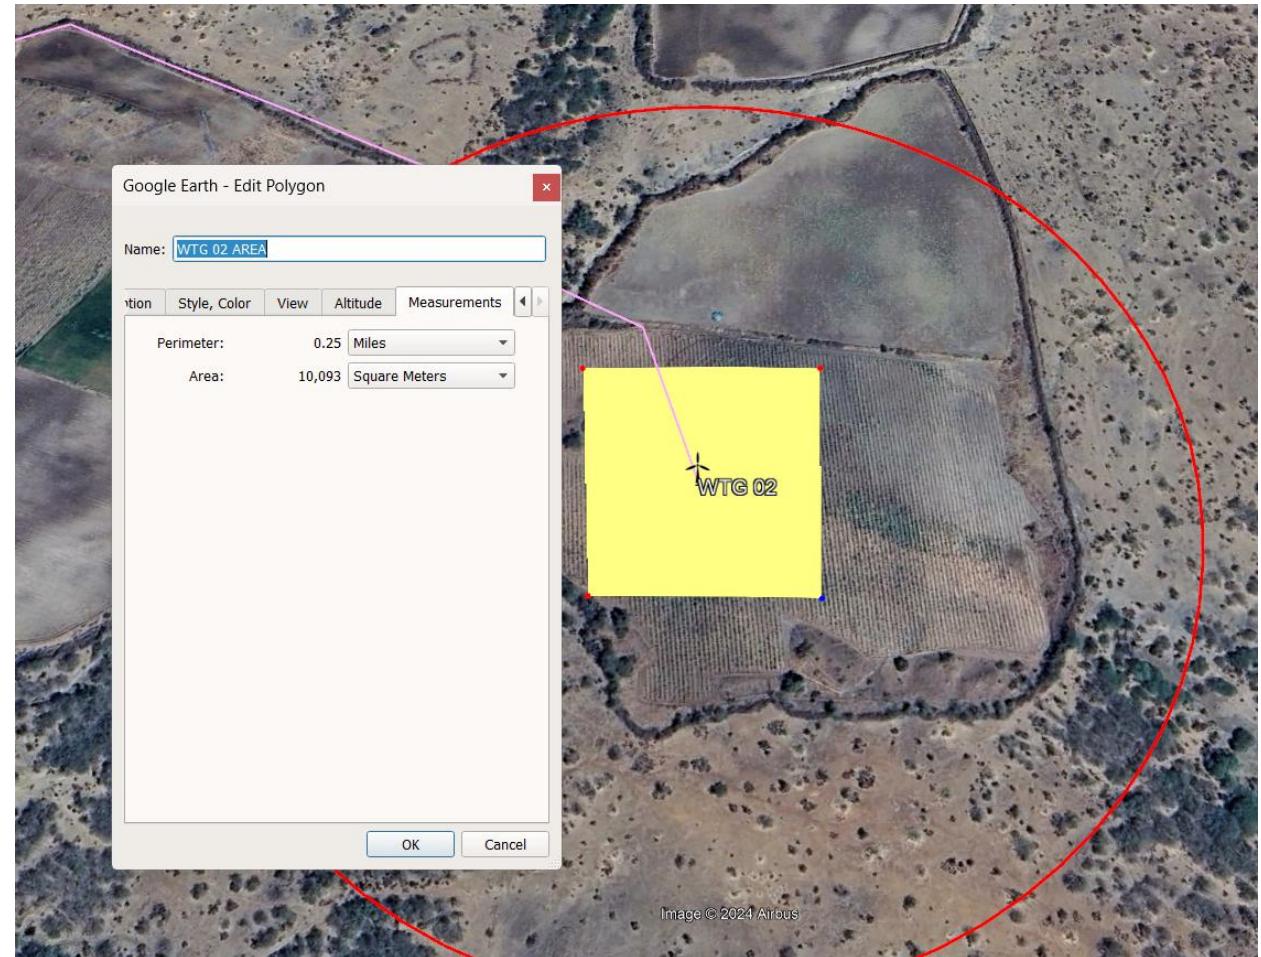 Google Earth - Edit Polygon
Name: WTG 02 AREA
ption Style, Color View Altitude Measurements
Perimeter: 0.25 Miles
Area: 10,093 Square Meters
WTG 02
OK Cancel
Image © 2024 Airbus